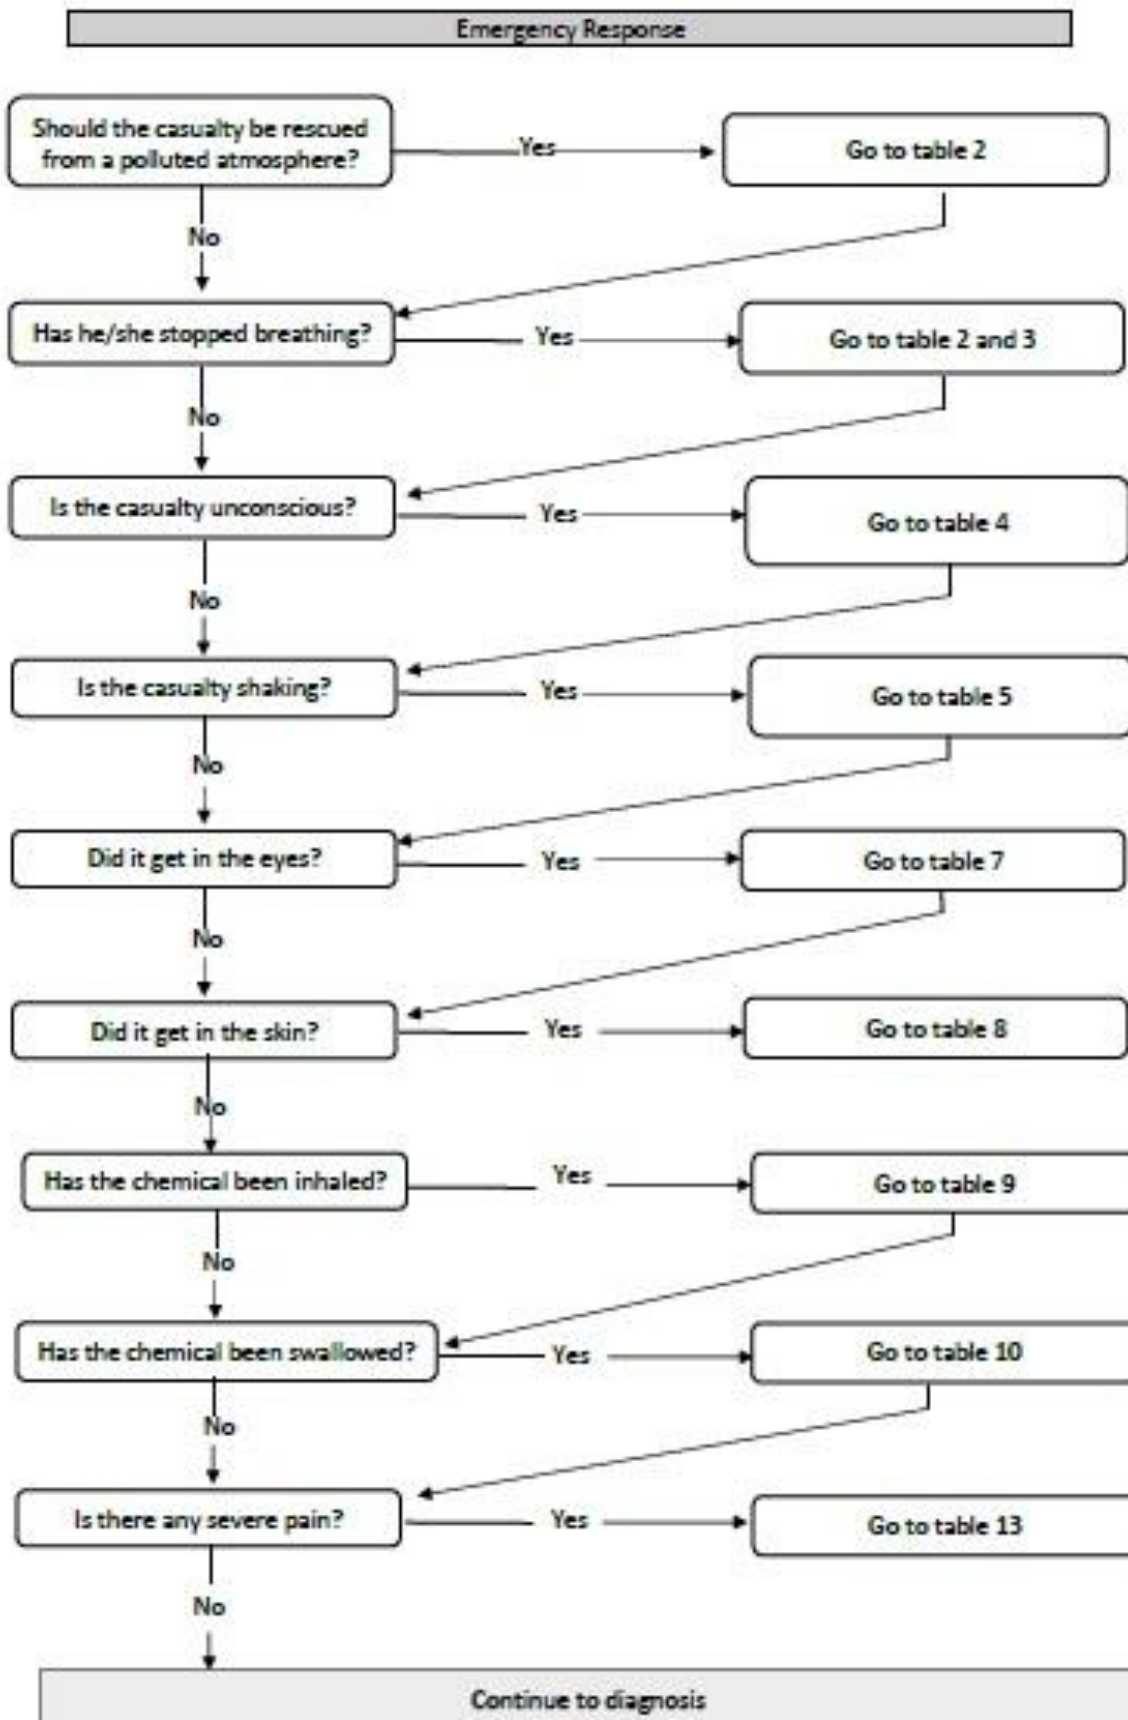 Emergency Response
Should the casualty be rescued
from a polluted atmosphere?
Yes
Go to table 2
No
Has he/she stopped breathing?
Yes
Go to table 2 and 3
No
Is the casualty unconscious?
Yes
Go to table 4
No
Is the casualty shaking?
Yes
Go to table 5
No
Did it get in the eyes?
Yes
Go to table 7
No
Did it get in the skin?
Yes
Go to table 8
No
Has the chemical been inhaled?
Yes
Go to table 9
No
Has the chemical been swallowed?
Yes
Go to table 10
No
Is there any severe pain?
Yes
Go to table 13
No
Continue to diagnosis